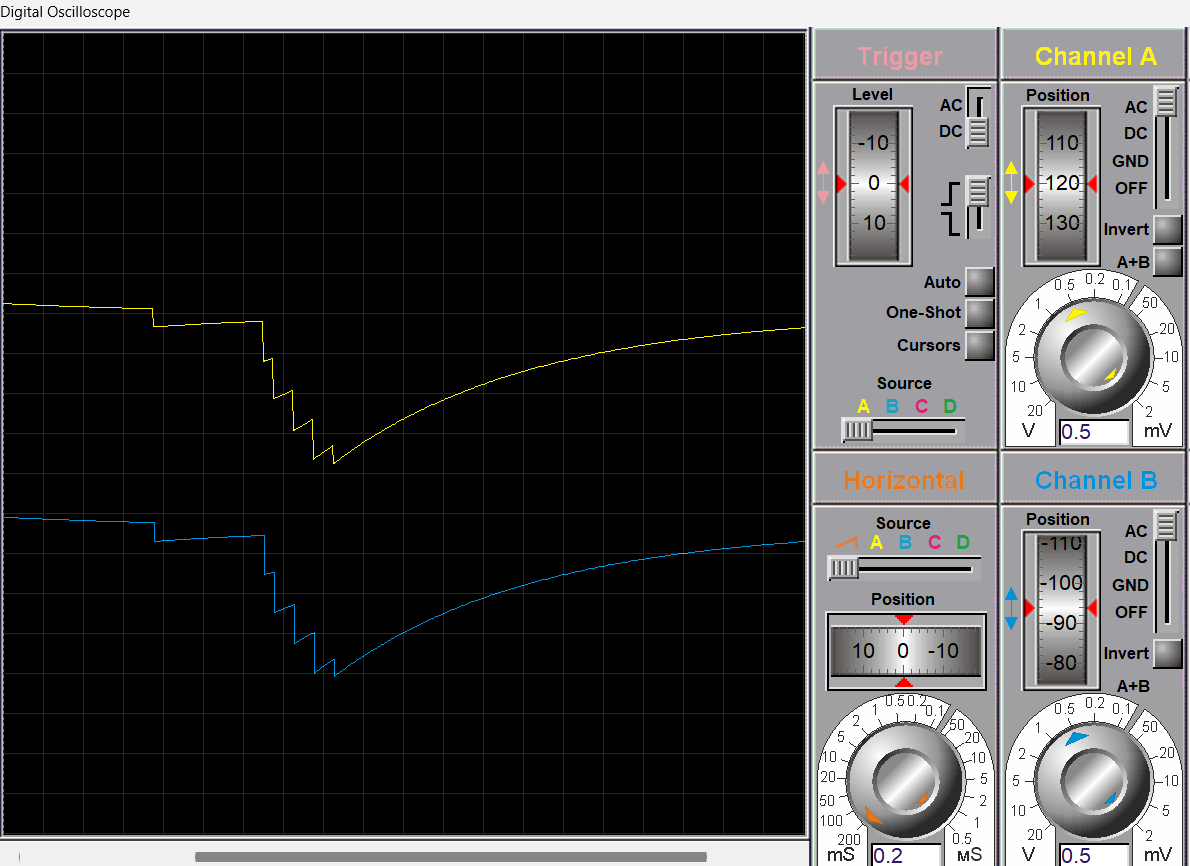 Digital Oscilloscope
Trigger
Level
-10
0
10
AC
DC
Auto
One-Shot
Cursors
Source
A B C D
Channel A
Position
110
120
130
AC
DC
GND
OFF
Invert
A+B
20
10
5
2
1
0.5
0.2
0.1
50
20
10
5
2
V
0.5
mV
Horizontal
Source
A B C D
Position
10 0 -10
200
100
50
20
10
5
2
1
0.5
0.2
0.1
50
20
10
5
2
1
0.5
mS
0.2
мS
Channel B
Position
-110
-100
-90
-80
AC
DC
GND
OFF
Invert
A+B
20
10
5
2
1
0.5
0.2
0.1
50
20
10
5
2
V
0.5
mV